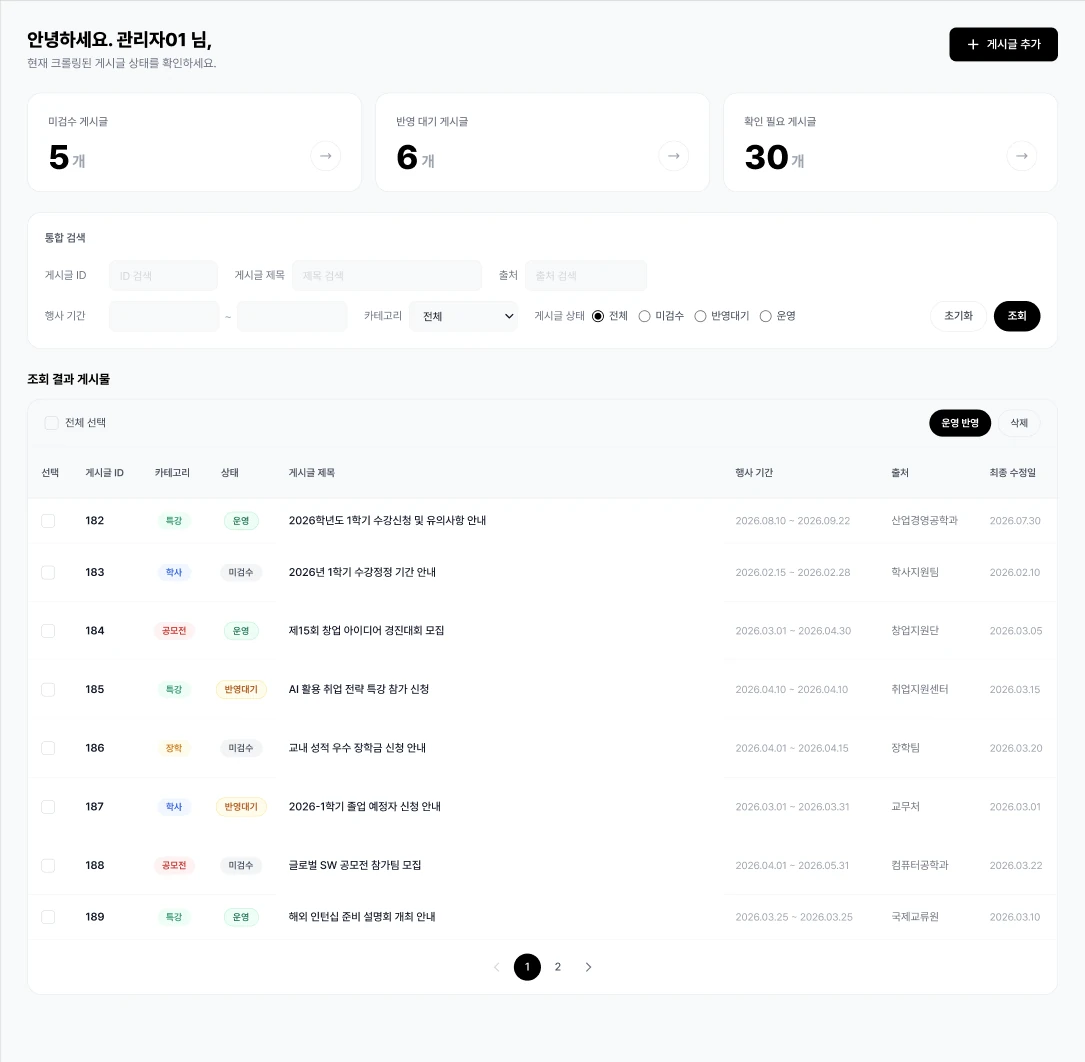 안녕하세요. 관리자01 님,
현재 크롤링된 게시글 상태를 확인하세요.
+ 게시글 추가
미검수 게시글
5 개
→
반영 대기 게시글
6 개
→
확인 필요 게시글
30 개
→
통합 검색
게시글 ID ID 검색 게시글 제목 제목 검색 출처 출처 검색
행사 기간 ~ 카테고리 전체 게시글 상태 전체 미검수 반영대기 운영 초기화 조회
조회 결과 게시물
전체 선택 운영 반영 삭제
선택 게시글 ID 카테고리 상태 게시글 제목 행사 기간 출처 최종 수정일
182 특강 운영 2026학년도 1학기 수강신청 및 유의사항 안내 2026.08.10 ~ 2026.09.22 산업경영공학과 2026.07.30
183 학사 미검수 2026년 1학기 수강정정 기간 안내 2026.02.15 ~ 2026.02.28 학사지원팀 2026.02.10
184 공모전 운영 제15회 창업 아이디어 경진대회 모집 2026.03.01 ~ 2026.04.30 창업지원단 2026.03.05
185 특강 반영대기 AI 활용 취업 전략 특강 참가 신청 2026.04.10 ~ 2026.04.10 취업지원센터 2026.03.15
186 장학 미검수 교내 성적 우수 장학금 신청 안내 2026.04.01 ~ 2026.04.15 장학팀 2026.03.20
187 학사 반영대기 2026-1학기 졸업 예정자 신청 안내 2026.03.01 ~ 2026.03.31 교무처 2026.03.01
188 공모전 미검수 글로벌 SW 공모전 참가팀 모집 2026.04.01 ~ 2026.05.31 컴퓨터공학과 2026.03.22
189 특강 운영 해외 인턴십 준비 설명회 개최 안내 2026.03.25 ~ 2026.03.25 국제교류원 2026.03.10
1 2